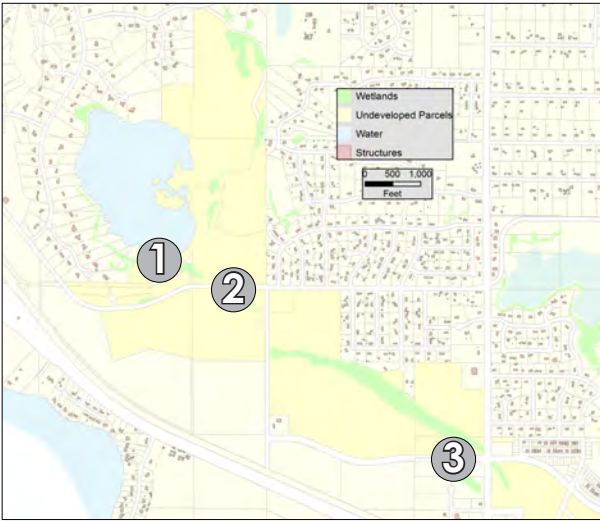 Wetlands
Undeveloped Parcels
Water
Structures
0 500 1,000
Feet
1
2
3